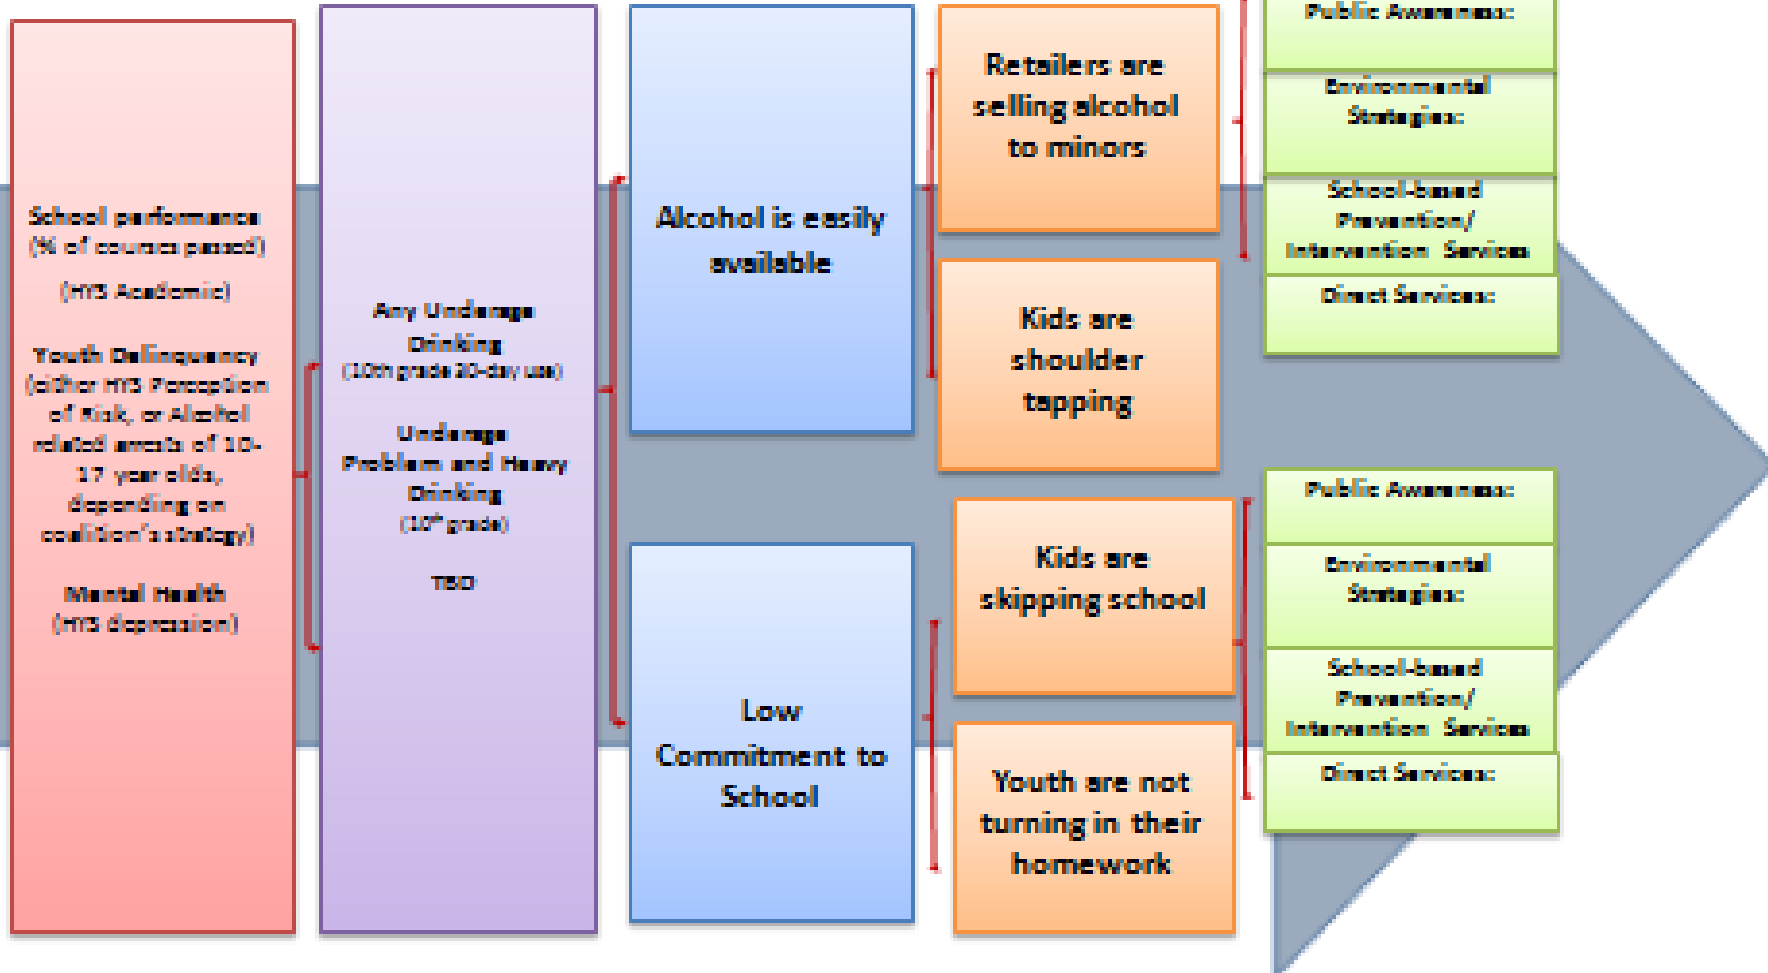 School performance
(% of courses passed)
(HYS Academic)
Youth Delinquency
(either HYS Perception
of Risk, or Alcohol
related arrests of 10-
17 year olds,
depending on
coalition's strategy)
Mental Health
(HYS depression)
Any Underage
Drinking
(10th grade 30-day use)
Underage
Problem and Heavy
Drinking
(10th grade)
TBD
Alcohol is easily
available
Low
Commitment to
School
Retailers are
selling alcohol
to minors
Kids are
shoulder
tapping
Kids are
skipping school
Youth are not
turning in their
homework
Public Awareness:
Environmental
Strategies:
School-based
Prevention/
Intervention Services
Direct Services:
Public Awareness:
Environmental
Strategies:
School-based
Prevention/
Intervention Services
Direct Services: